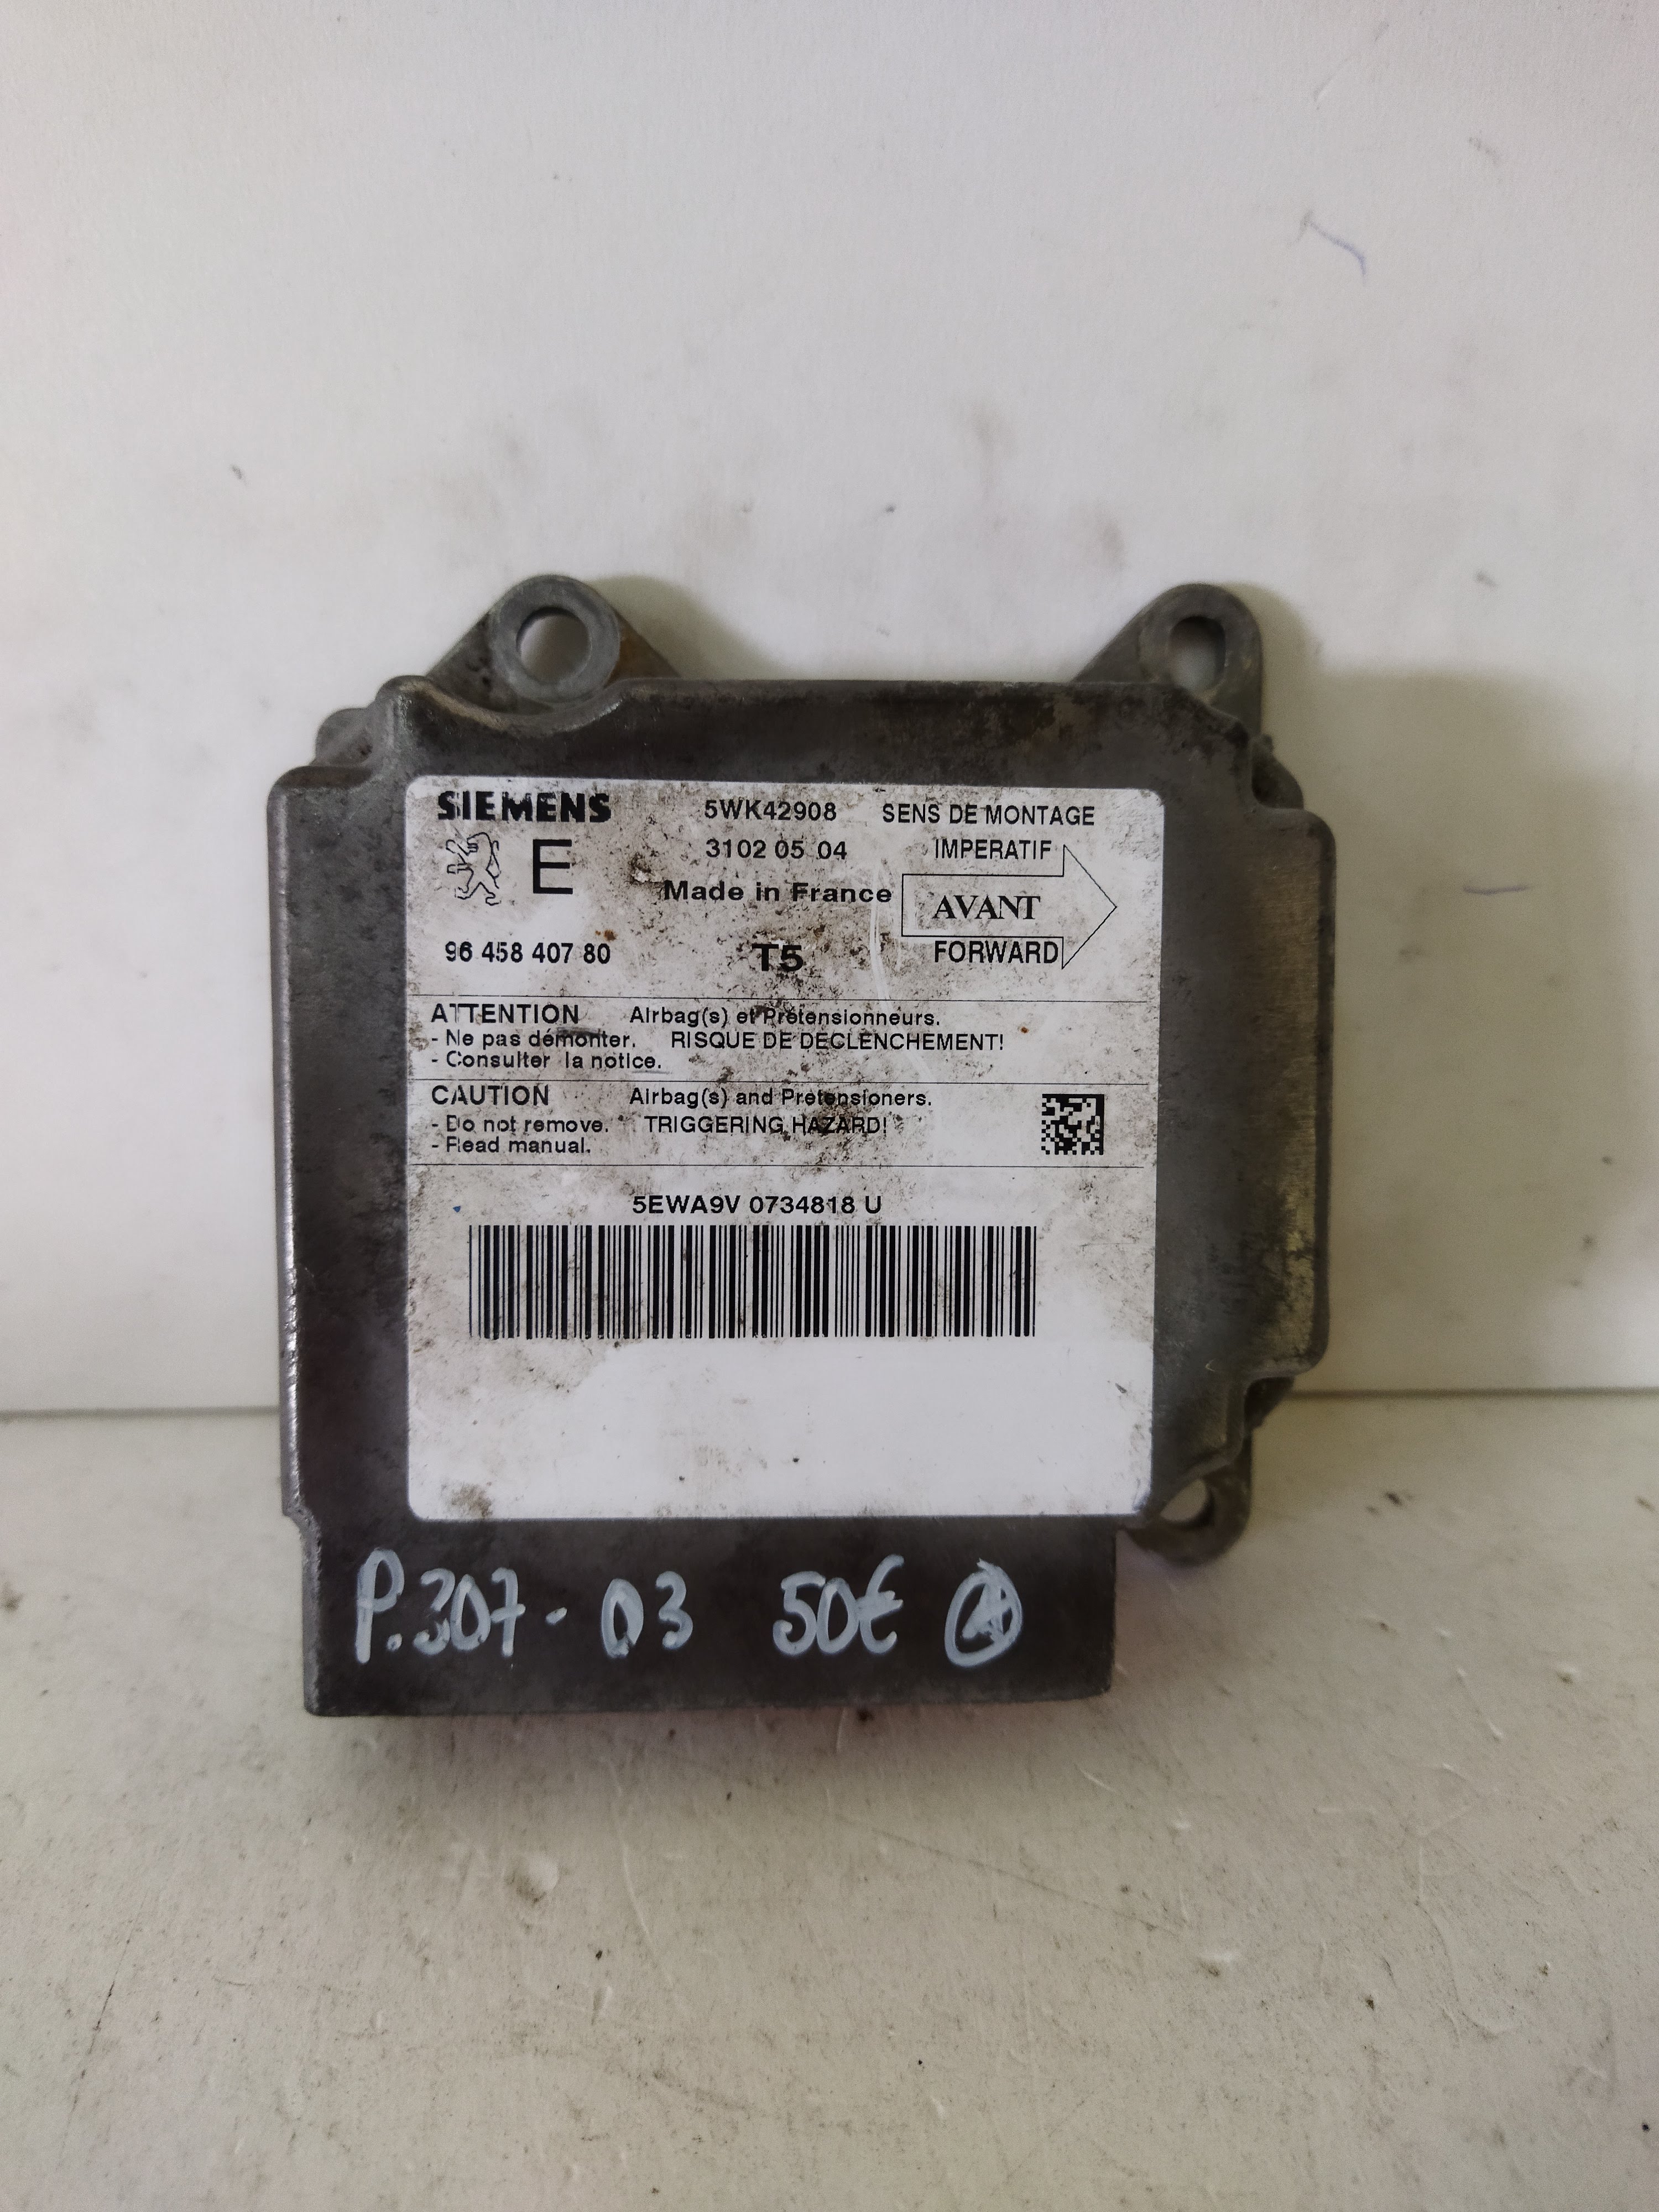 SIEMENS 5WK42908 SENS DE MONTAGE
E 3102 05 04 IMPERATIF
Made in France AVANT
96 458 407 80 T5 FORWARD
ATTENTION Airbag(s) et Prétensionneurs.
- Ne pas démonter. RISQUE DE DECLENCHEMENT!
- Consulter la notice.
CAUTION Airbag(s) and Pretensioners.
- Do not remove. TRIGGERING HAZARD!
- Read manual.
5EWA9V 0734818 U
P.307-03 50€ A